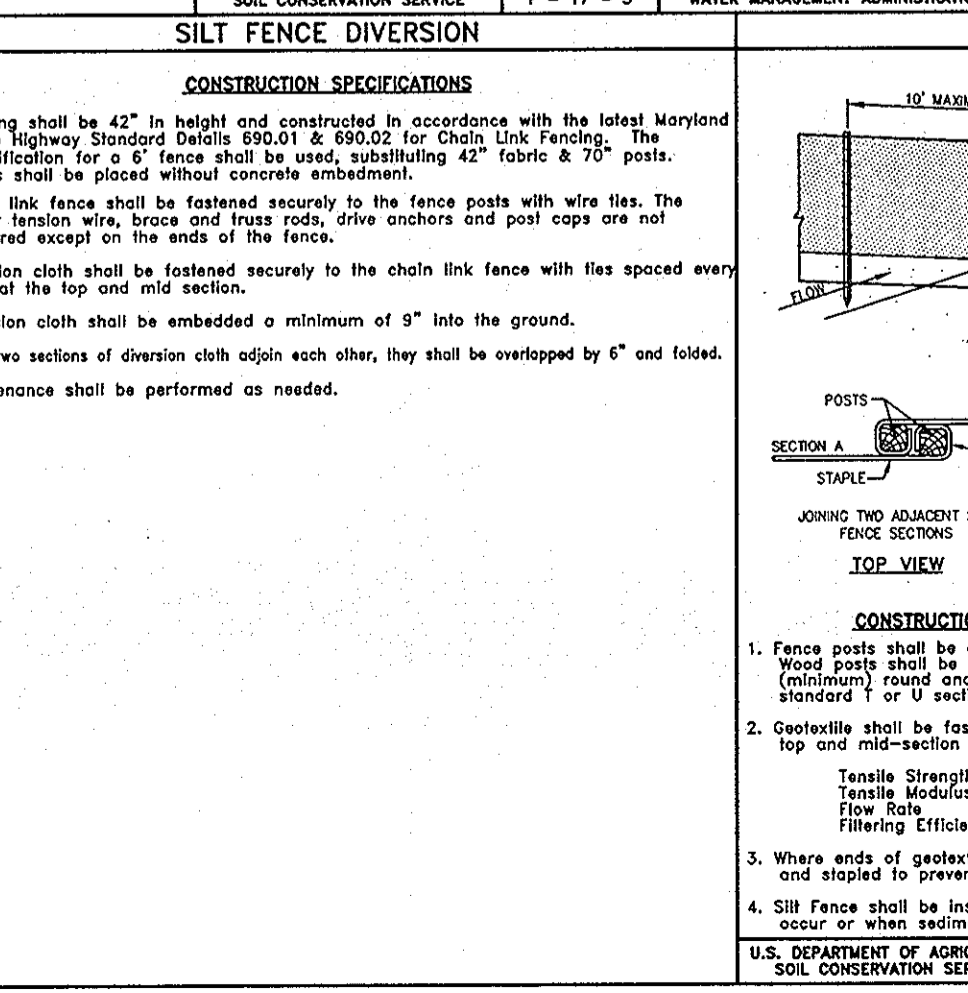 SOIL CONSERVATION SERVICE
SILT FENCE DIVERSION
CONSTRUCTION SPECIFICATIONS
ng shall be 42" in height and constructed in accordance with the latest Maryland
Highway Standard Details 690.01 & 690.02 for Chain Link Fencing. The
ification for a 6' fence shall be used, substituting 42" fabric & 70" posts.
s shall be placed without concrete embedment.
link fence shall be fastened securely to the fence posts with wire ties. The
tension wire, brace and truss rods, drive anchors and post caps are not
red except on the ends of the fence.
ion cloth shall be fastened securely to the chain link fence with ties spaced every
at the top and mid section.
ion cloth shall be embedded a minimum of 9" into the ground.
wo sections of diversion cloth adjoin each other, they shall be overlapped by 6" and folded.
enance shall be performed as needed.
WATER MANAGEMENT ADMINISTRATION
10' MAXI
FLOW
POSTS
SECTION A
STAPLE
JOINING TWO ADJACENT
FENCE SECTIONS
TOP VIEW
CONSTRUCTI
1. Fence posts shall be
Wood posts shall be
(minimum) round and
standard T or U secti
2. Geotextile shall be fas
top and mid-section
Tensile Strength
Tensile Modulus
Flow Rate
Filtering Efficie
3. Where ends of geotex
and stapled to preven
4. Silt Fence shall be ins
occur or when sedim
U.S. DEPARTMENT OF AGRIC
SOIL CONSERVATION SER